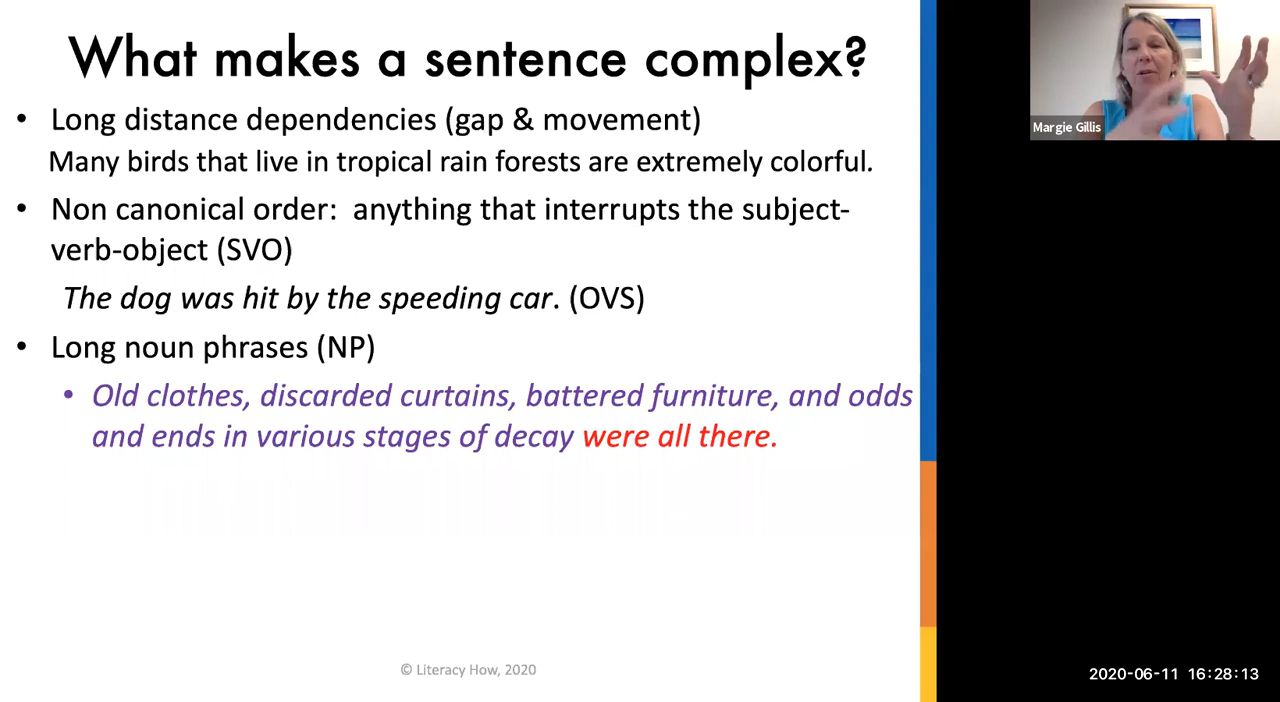 What makes a sentence complex?
• Long distance dependencies (gap & movement)
Many birds that live in tropical rain forests are extremely colorful.
• Non canonical order: anything that interrupts the subject-
verb-object (SVO)
The dog was hit by the speeding car. (OVS)
• Long noun phrases (NP)
• Old clothes, discarded curtains, battered furniture, and odds
and ends in various stages of decay were all there.
© Literacy How, 2020
Margie Gillis
2020-06-11 16:28:13